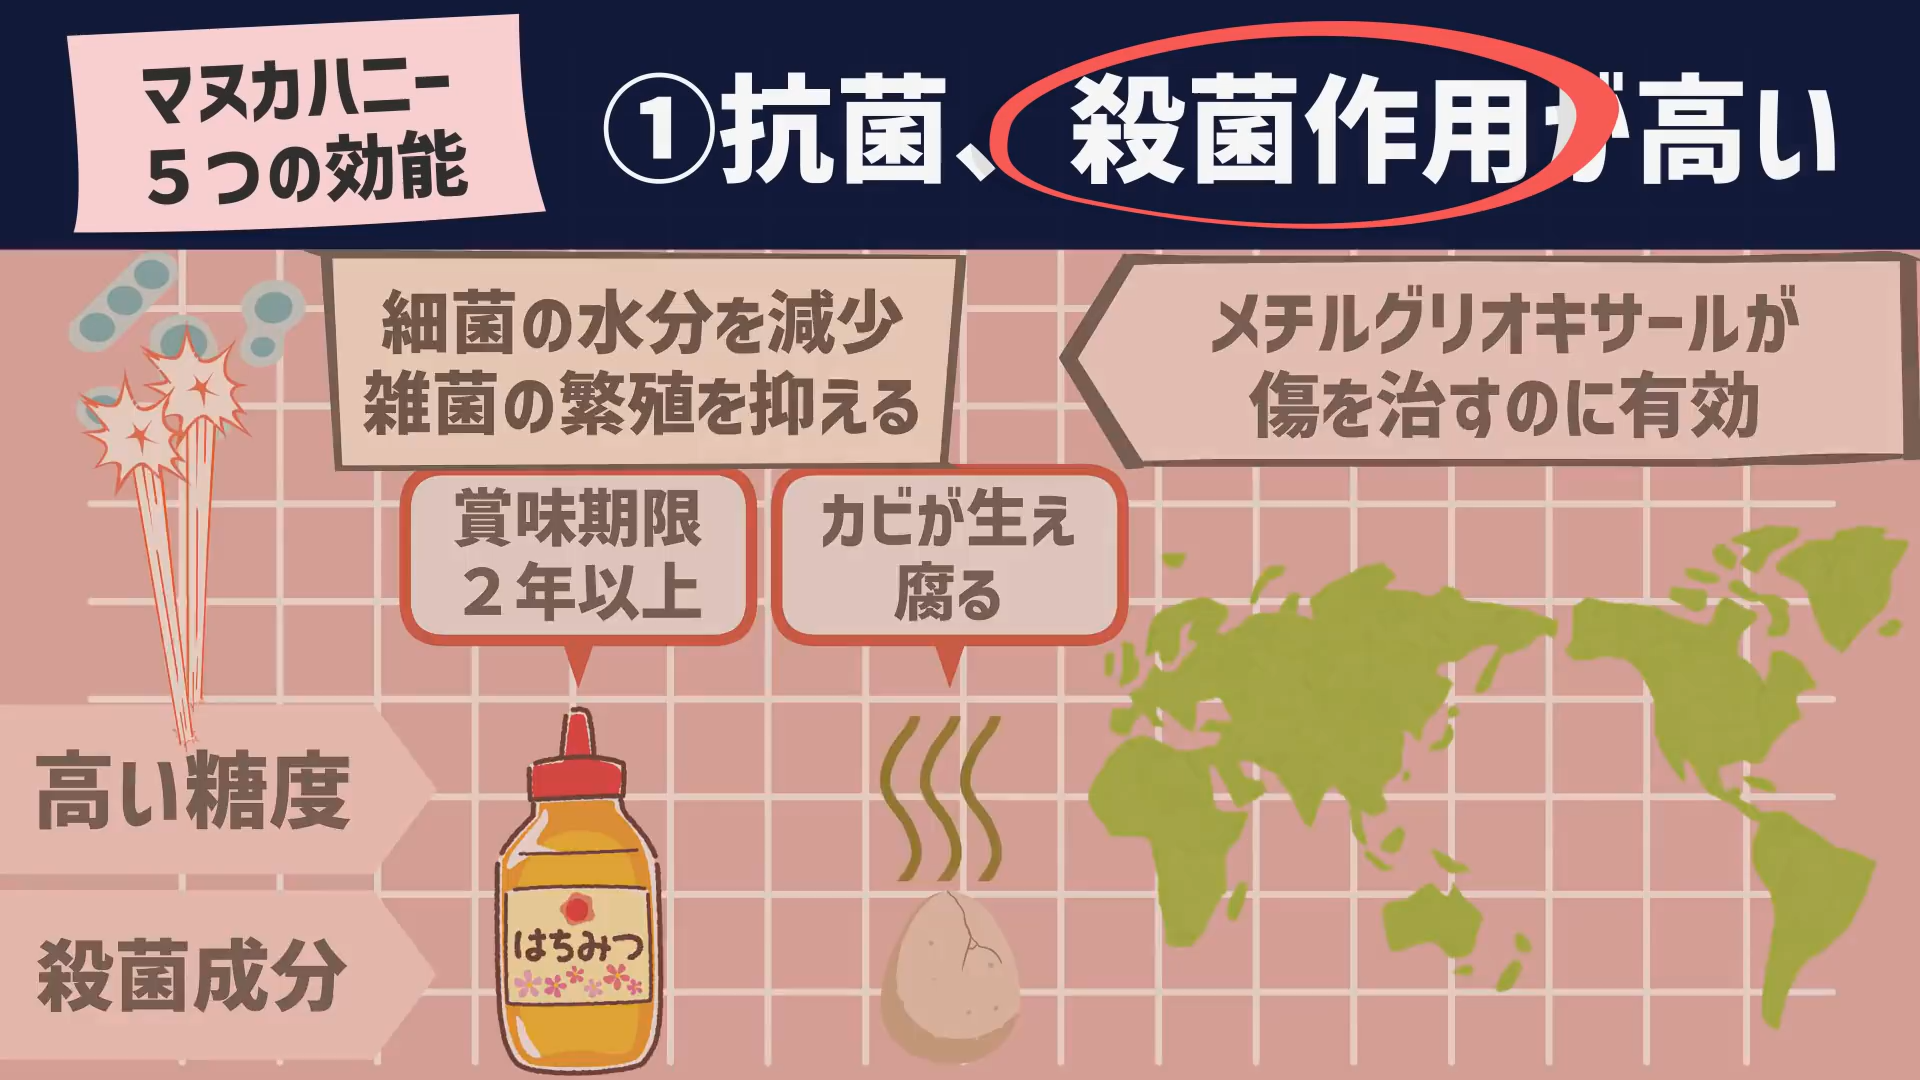 マヌカハニー
５つの効能
①抗菌、殺菌作用が高い
細菌の水分を減少
雑菌の繁殖を抑える
メチルグリオキサールが
傷を治すのに有効
賞味期限
２年以上
カビが生え
腐る
高い糖度
殺菌成分
はちみつ